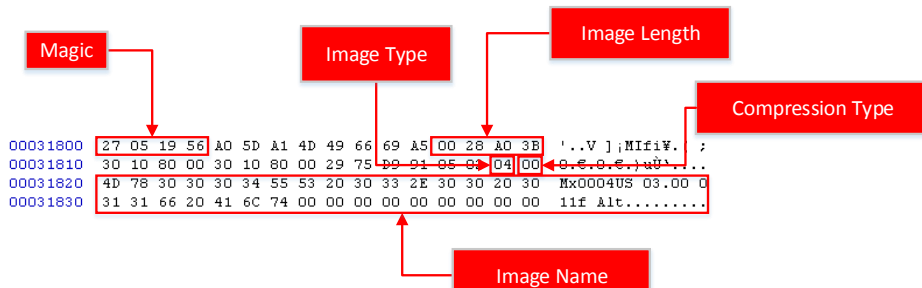 Magic
Image Type
Image Length
Compression Type
00031800 27 05 19 56 A0 5D A1 4D 49 66 69 A5 00 28 A0 3B '..V ]¡MIfi¥.( ;
00031810 30 10 80 00 30 10 80 00 29 75 D9 91 05 02 04 00 0.€.0.€.)uÙ‘....
00031820 4D 78 30 30 30 34 55 53 20 30 33 2E 30 30 20 30 Mx0004US 03.00 0
00031830 31 31 66 20 41 6C 74 00 00 00 00 00 00 00 00 00 11f Alt.........
Image Name